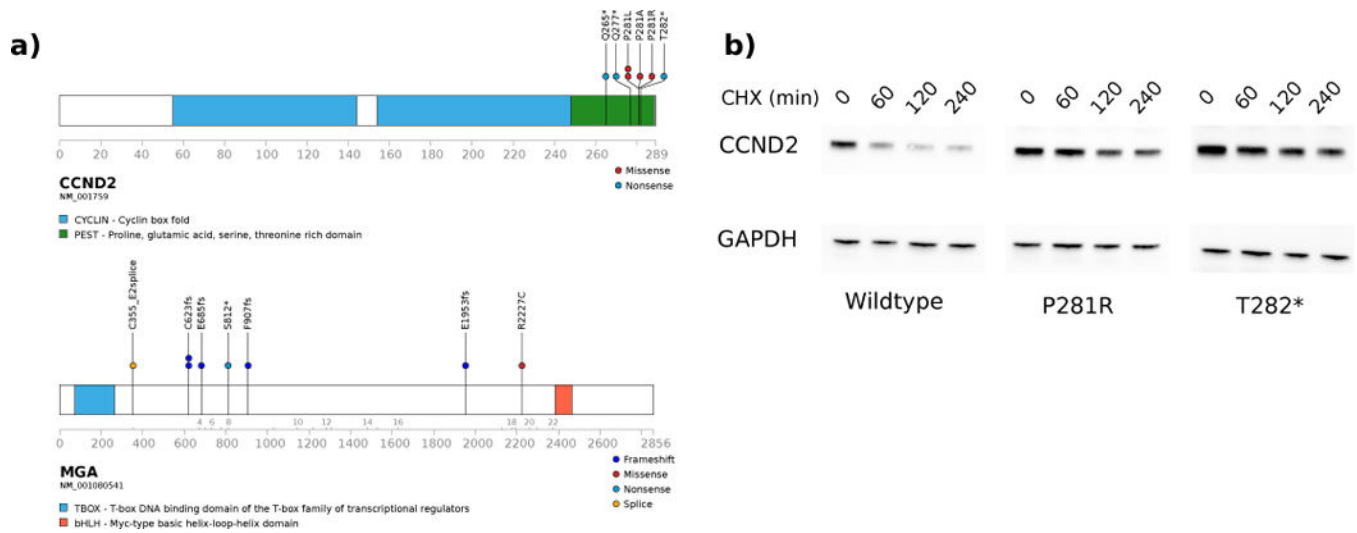 a)
Q265*
Q277*
P281L
P281A
P281R
T282*
0 20 40 60 80 100 120 140 160 180 200 220 240 260 289
CCND2
NM_001759
Missense
Nonsense
CYCLIN - Cyclin box fold
PEST - Proline, glutamic acid, serine, threonine rich domain
C355_E2splice
C623fs
E685fs
S812*
F907fs
E1953fs
R2227C
4 6 8 10 12 14 16 18 20 22
0 200 400 600 800 1000 1200 1400 1600 1800 2000 2200 2400 2600 2856
MGA
NM_001080541
Frameshift
Missense
Nonsense
Splice
TBOX - T-box DNA binding domain of the T-box family of transcriptional regulators
bHLH - Myc-type basic helix-loop-helix domain
b)
CHX (min) 0 60 120 240 0 60 120 240 0 60 120 240
CCND2
GAPDH
Wildtype P281R T282*